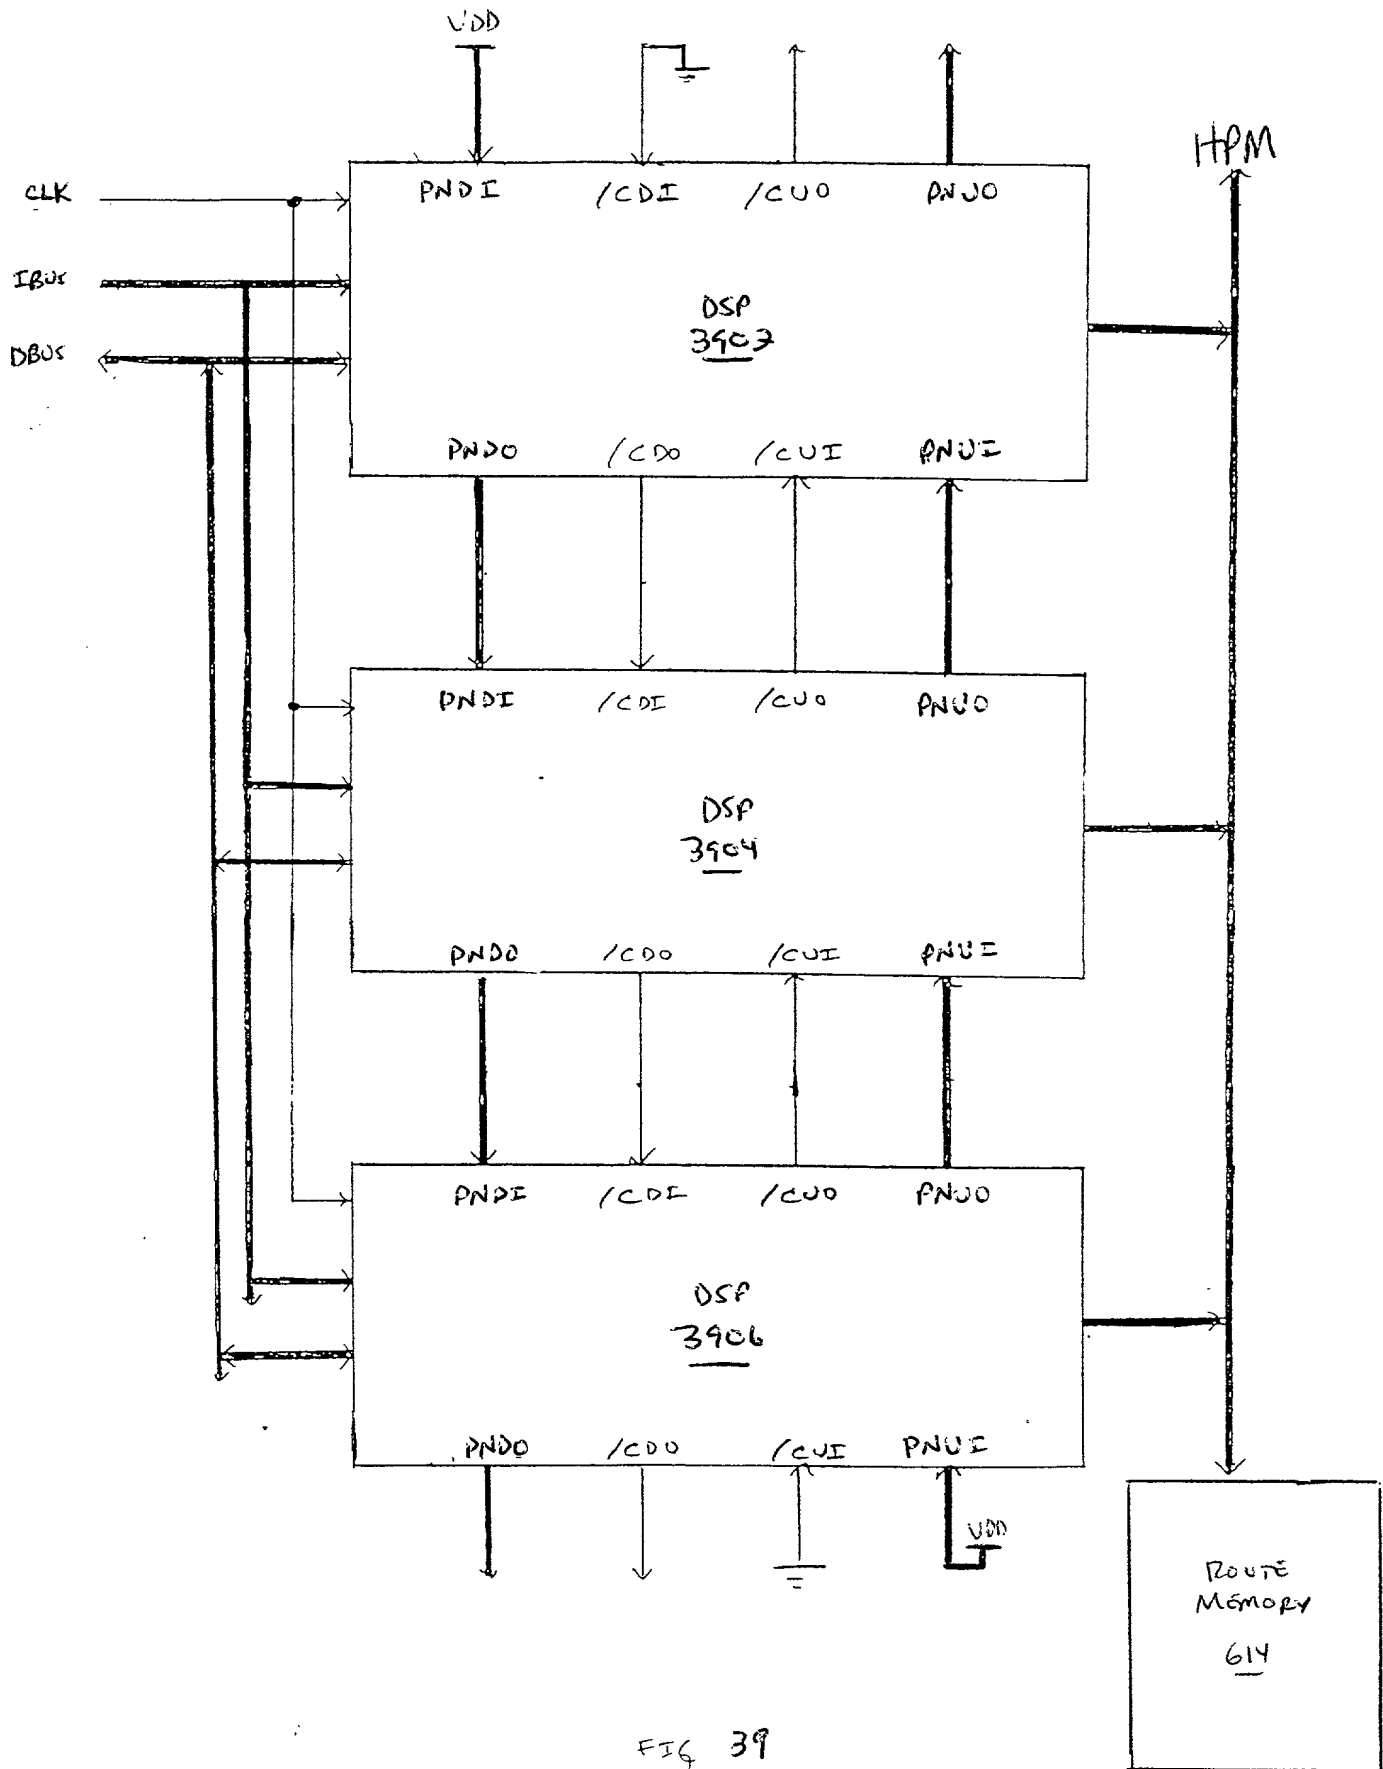 VDD
HPM
CLK
PNDI /CDI /CUO PNUO
IBUS
DSP
3902
DBUS
PNDO /CDO /CUI PNUI
PNDI /CDI /CUO PNUO
DSP
3904
PNDO /CDO /CUI PNUI
PNDI /CDI /CUO PNUO
DSP
3906
PNDO /CDO /CUI PNUI
VDD
ROUTE
MEMORY
614
FIG 39